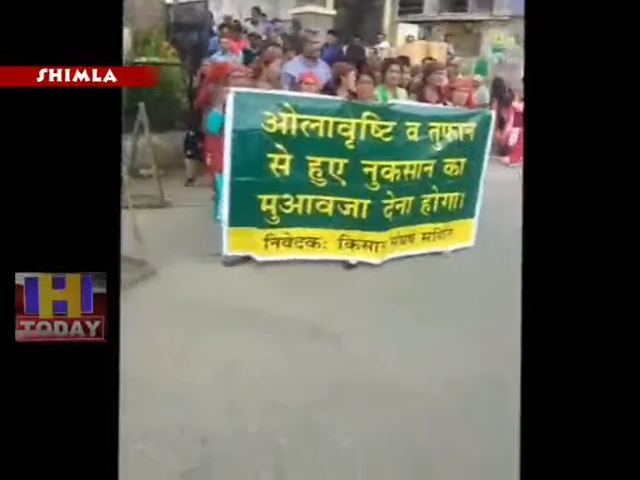 SHIMLA
ओलावृष्टि व तुफान
से हुए नुकसान का
मुआवजा देना होगा।
निवेदकः किसान संघर्ष समिति
H
TODAY